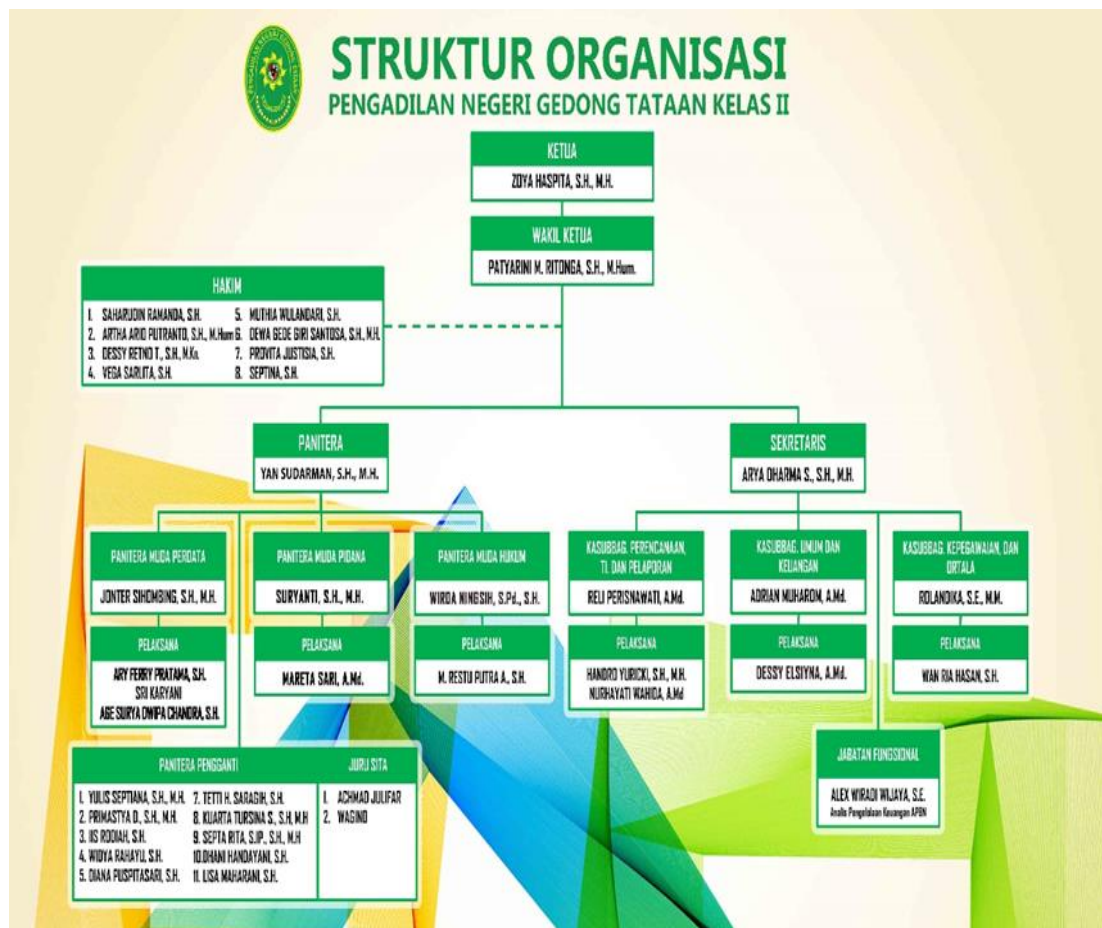 STRUKTUR ORGANISASI
PENGADILAN NEGERI GEDONG TATAAN KELAS II
KETUA
ZOYA HASPITA, S.H., M.H.
WAKIL KETUA
PATYARINI M. RITONGA, S.H., M.Hum.
HAKIM
1. SAHARUDIN RAMANDA, S.H.
2. ARTHA ARIO PUTRANTO, S.H., M.Hum
3. DESSY RETNO T., S.H., M.Kn.
4. VEGA SARLITA, S.H.
5. MUTHIA WULANDARI, S.H.
6. DEWA GEDE GIRI SANTOSA, S.H., M.H.
7. PROVITA JUSTISIA, S.H.
8. SEPTINA, S.H.
PANITERA
YAN SUDARMAN, S.H., M.H.
SEKRETARIS
ARYA DHARMA S., S.H., M.H.
PANITERA MUDA PERDATA
JONTER SIHOMBING, S.H., M.H.
PELAKSANA
ARY FERRY PRATAMA, S.H.
SRI KARYANI
AGE SURYA DWIPA CHANDRA, S.H.
PANITERA MUDA PIDANA
SURYANTI, S.H., M.H.
PELAKSANA
MARETA SARI, A.Md.
PANITERA MUDA HUKUM
WIRDA NINGSIH, S.Pd., S.H.
PELAKSANA
M. RESTU PUTRA A., S.H.
KASUBBAG. PERENCANAAN,
TI. DAN PELAPORAN
RELI PERISNAWATI, A.Md.
PELAKSANA
HANDRO YURICKI, S.H., M.H.
NURHAYATI WAHIDA, A.Md
KASUBBAG. UMUM DAN
KEUANGAN
ADRIAN MUHAROM, A.Md.
PELAKSANA
DESSY ELSIYNA, A.Md.
KASUBBAG. KEPEGAWAIAN, DAN
ORTALA
ROLANDIKA, S.E., M.M.
PELAKSANA
WAN RIA HASAN, S.H.
PANITERA PENGGANTI
1. YULIS SEPTIANA, S.H., M.H.
2. PRIMASTYA D., S.H., M.H.
3. IIS RODIAH, S.H.
4. WIDYA RAHAYU, S.H.
5. DIANA PUSPITASARI, S.H.
7. TETTI H. SARAGIH, S.H.
8. KUARTA TURSINA S., S.H, M.H
9. SEPTA RITA, S.IP., S.H., M.H
10.DHANI HANDAYANI, S.H.
11. LISA MAHARANI, S.H.
JURU SITA
1. ACHMAD JULIFAR
2. WAGINO
JABATAN FUNGSIONAL
ALEX WIRADI WIJAYA, S.E.
Analis Pengelolaan Keuangan APBN